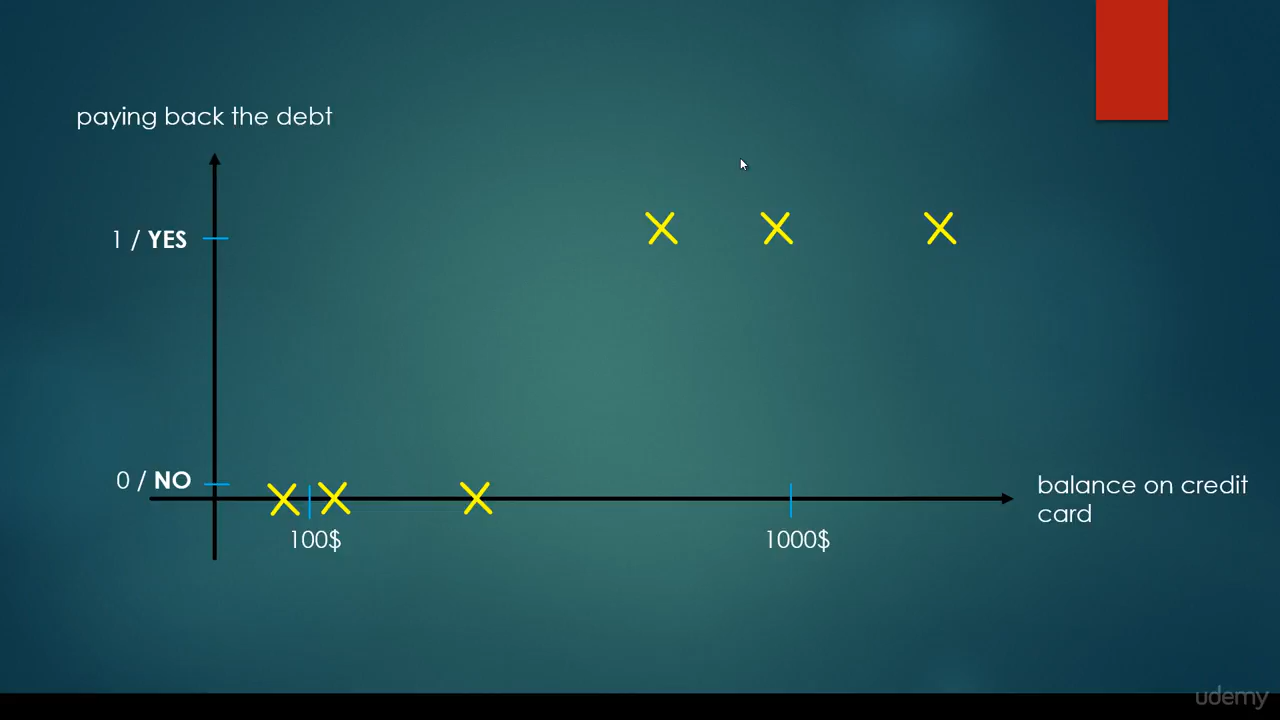 paying back the debt
1 / YES
0 / NO
100$
1000$
balance on credit
card
udemy